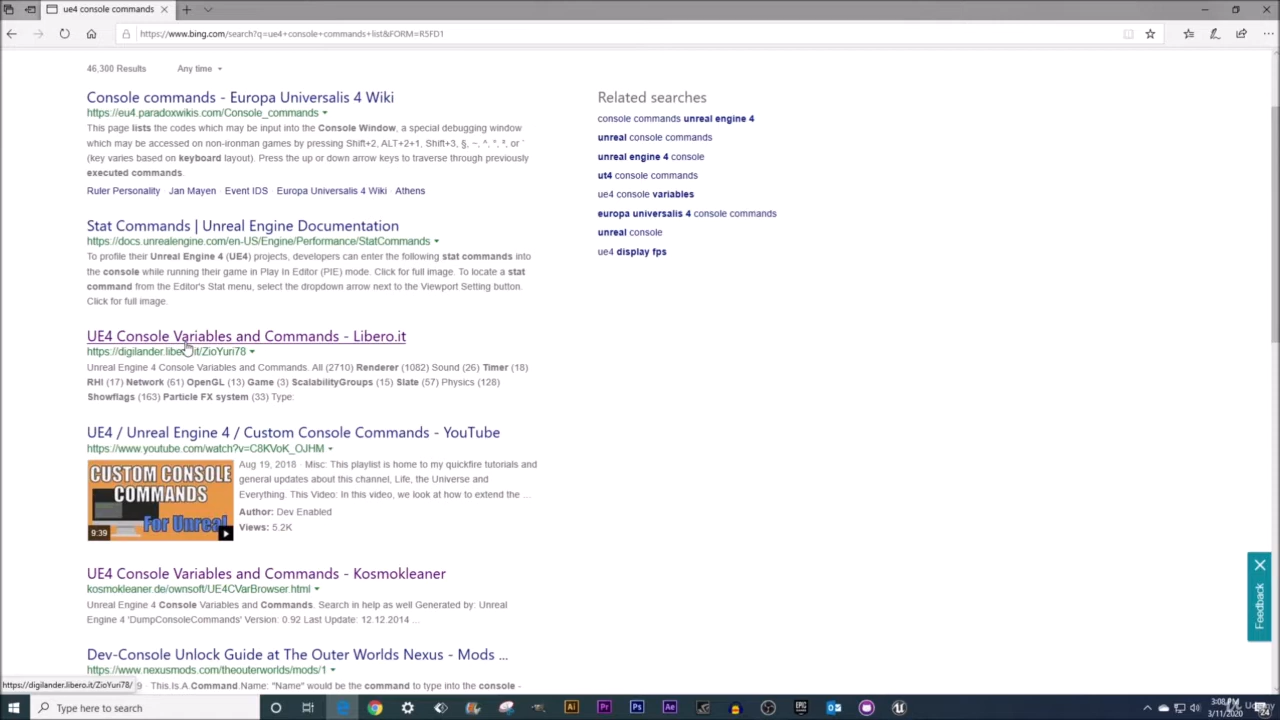 ue4 console commands
https://www.bing.com/search?q=ue4+console+commands+list&FORM=R5FD1
46,300 Results Any time
Console commands - Europa Universalis 4 Wiki
https://eu4.paradoxwikis.com/Console_commands
This page lists the codes which may be input into the Console Window, a special debugging window
which may be accessed on non-ironman games by pressing Shift+2, ALT+2+1, Shift+3, §, ~, ^, °, ², or `
(key varies based on keyboard layout). Press the up or down arrow keys to traverse through previously
executed commands.
Ruler Personality · Jan Mayen · Event IDS · Europa Universalis 4 Wiki · Athens
Stat Commands | Unreal Engine Documentation
https://docs.unrealengine.com/en-US/Engine/Performance/StatCommands
To profile their Unreal Engine 4 (UE4) projects, developers can enter the following stat commands into
the console while running their game in Play In Editor (PIE) mode. Click for full image. To locate a stat
command from the Editor's Stat menu, select the dropdown arrow next to the Viewport Setting button.
Click for full image.
UE4 Console Variables and Commands - Libero.it
https://digilander.libero.it/ZioYuri78
Unreal Engine 4 Console Variables and Commands. All (2710) Renderer (1082) Sound (26) Timer (18)
RHI (17) Network (61) OpenGL (13) Game (3) ScalabilityGroups (15) Slate (57) Physics (128)
Showflags (163) Particle FX system (33) Type:
UE4 / Unreal Engine 4 / Custom Console Commands - YouTube
https://www.youtube.com/watch?v=C8KVoK_OJHM
CUSTOM CONSOLE
COMMANDS
For Unreal
9:39
Aug 19, 2018 · Misc: This playlist is home to my quickfire tutorials and
general updates about this channel, Life, the Universe and
Everything. This Video: In this video, we look at how to extend the ...
Author: Dev Enabled
Views: 5.2K
UE4 Console Variables and Commands - Kosmokleaner
kosmokleaner.de/ownsoft/UE4CVarBrowser.html
Unreal Engine 4 Console Variables and Commands. Search in help as well Generated by: Unreal
Engine 4 'DumpConsoleCommands' Version: 0.92 Last Update: 12.12.2014 ...
Dev-Console Unlock Guide at The Outer Worlds Nexus - Mods ...
https://www.nexusmods.com/theouterworlds/mods/1
9 · This.Is.A.Command.Name: "Name" would be the command to type into the console -
Related searches
console commands unreal engine 4
unreal console commands
unreal engine 4 console
ut4 console commands
ue4 console variables
europa universalis 4 console commands
unreal console
ue4 display fps
Feedback
https://digilander.libero.it/ZioYuri78/
Type here to search
3:08 PM
3/11/2020